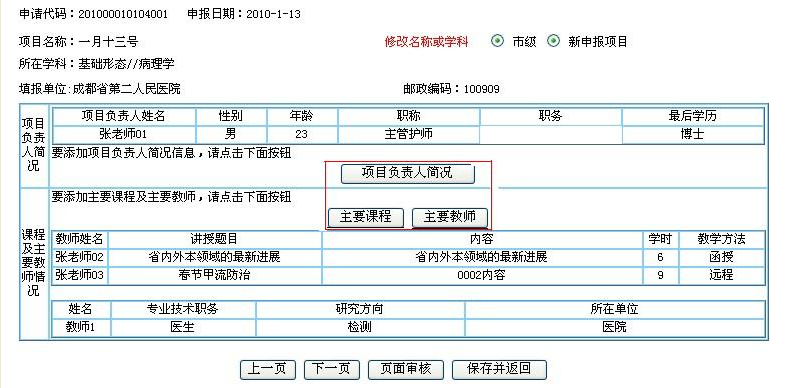 申请代码：201000010104001 申报日期：2010-1-13
项目名称：一月十三号 修改名称或学科 市级 新申报项目
所在学科：基础形态//病理学
填报单位:成都省第二人民医院 邮政编码：100909
项目负责人简况
项目负责人姓名 性别 年龄 职称 职务 最后学历
张老师01 男 23 主管护师 博士
要添加项目负责人简况信息，请点击下面按钮
项目负责人简况
课程及主要教师情况
要添加主要课程及主要教师，请点击下面按钮
主要课程 主要教师
教师姓名 讲授题目 内容 学时 教学方法
张老师02 省内外本领域的最新进展 省内外本领域的最新进展 6 函授
张老师03 春节甲流防治 0002内容 9 远程
姓名 专业技术职务 研究方向 所在单位
教师1 医生 检测 医院
上一页 下一页 页面审核 保存并返回